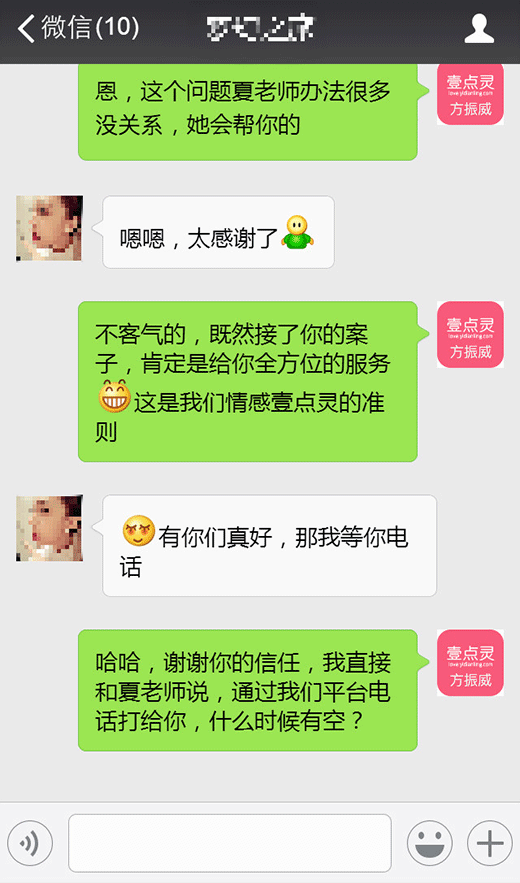 微信(10)
恩，这个问题夏老师办法很多
没关系，她会帮你的
壹点灵
love yidianling.com
方振威
嗯嗯，太感谢了
不客气的，既然接了你的案
子，肯定是给你全方位的服务
这是我们情感壹点灵的准
则
壹点灵
love yidianling.com
方振威
有你们真好，那我等你电
话
哈哈，谢谢你的信任，我直接
和夏老师说，通过我们平台电
话打给你，什么时候有空？
壹点灵
love yidianling.com
方振威